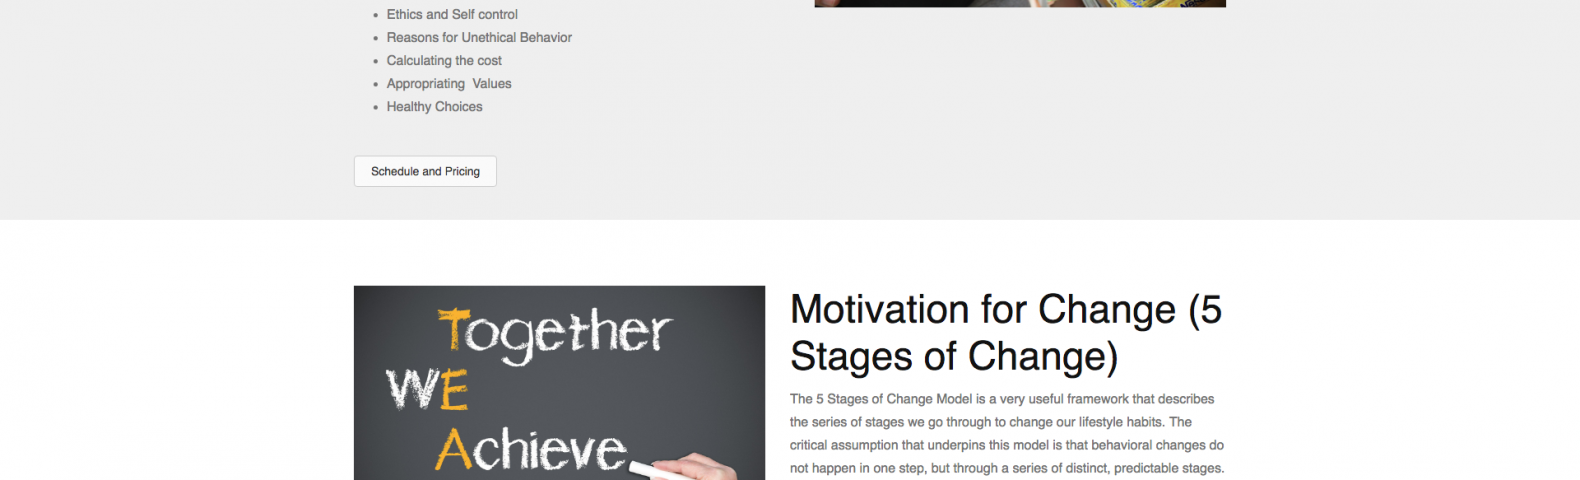 Ethics and Self control
Reasons for Unethical Behavior
Calculating the cost
Appropriating  Values
Healthy Choices
Schedule and Pricing
Together
WE
Achieve
Motivation for Change (5
Stages of Change)
The 5 Stages of Change Model is a very useful framework that describes
the series of stages we go through to change our lifestyle habits. The
critical assumption that underpins this model is that behavioral changes do
not happen in one step, but through a series of distinct, predictable stages.